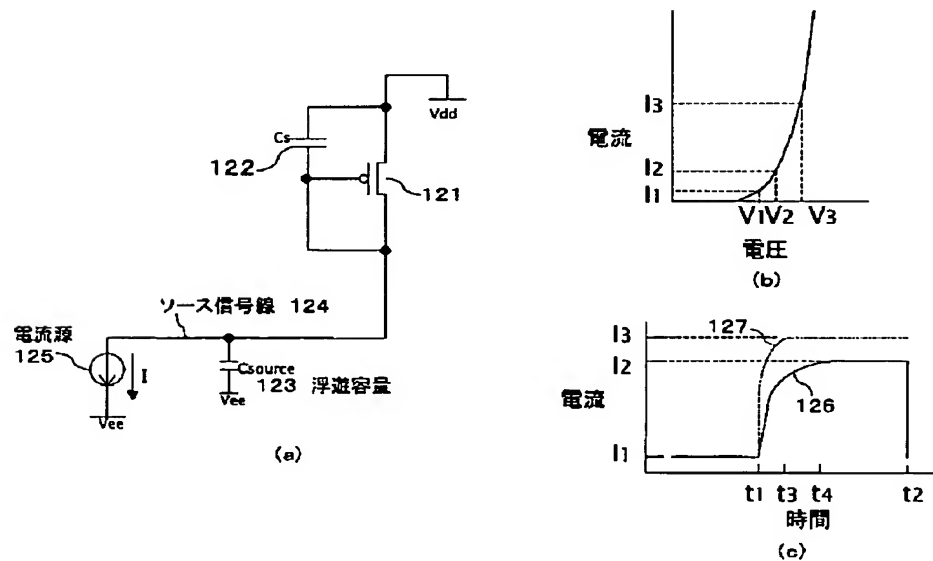 Vdd
Cs
122
121
ソース信号線 124
電流源
125
I
Csource
123 浮遊容量
Vee
Vee
(a)
I3
電流
I2
I1
V1 V2 V3
電圧
(b)
127
I3
I2
電流
126
I1
t1 t3 t4 t2
時間
(c)